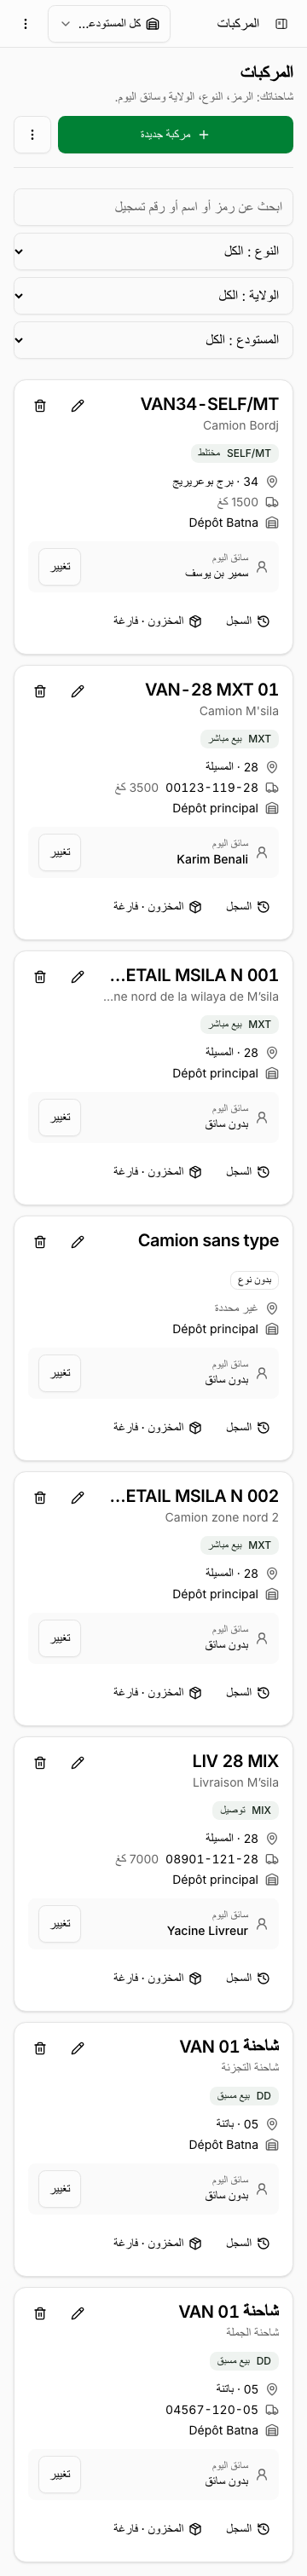 المركبات
كل المستودع...
المركبات
شاحناتك: الرمز، النوع، الولاية وسائق اليوم.
+ مركبة جديدة
ابحث عن رمز أو اسم أو رقم تسجيل
النوع : الكل
الولاية : الكل
المستودع : الكل
VAN34-SELF/MT
Camion Bordj
SELF/MT مختلط
34 · برج بوعريريج
1500 كغ
Dépôt Batna
سائق اليوم
سمير بن يوسف
تغيير
السجل
المخزون · فارغة
VAN-28 MXT 01
Camion M'sila
MXT بيع مباشر
28 · المسيلة
00123-119-28 3500 كغ
Dépôt principal
سائق اليوم
Karim Benali
تغيير
السجل
المخزون · فارغة
...ETAIL MSILA N 001
...ne nord de la wilaya de M'sila
MXT بيع مباشر
28 · المسيلة
Dépôt principal
سائق اليوم
بدون سائق
تغيير
السجل
المخزون · فارغة
Camion sans type
بدون نوع
غير محددة
Dépôt principal
سائق اليوم
بدون سائق
تغيير
السجل
المخزون · فارغة
...ETAIL MSILA N 002
Camion zone nord 2
MXT بيع مباشر
28 · المسيلة
Dépôt principal
سائق اليوم
بدون سائق
تغيير
السجل
المخزون · فارغة
LIV 28 MIX
Livraison M'sila
MIX توصيل
28 · المسيلة
08901-121-28 7000 كغ
Dépôt principal
سائق اليوم
Yacine Livreur
تغيير
السجل
المخزون · فارغة
شاحنة VAN 01
شاحنة التجزئة
DD بيع مسبق
05 · باتنة
Dépôt Batna
سائق اليوم
بدون سائق
تغيير
السجل
المخزون · فارغة
شاحنة VAN 01
شاحنة الجملة
DD بيع مسبق
05 · باتنة
04567-120-05
Dépôt Batna
سائق اليوم
بدون سائق
تغيير
السجل
المخزون · فارغة